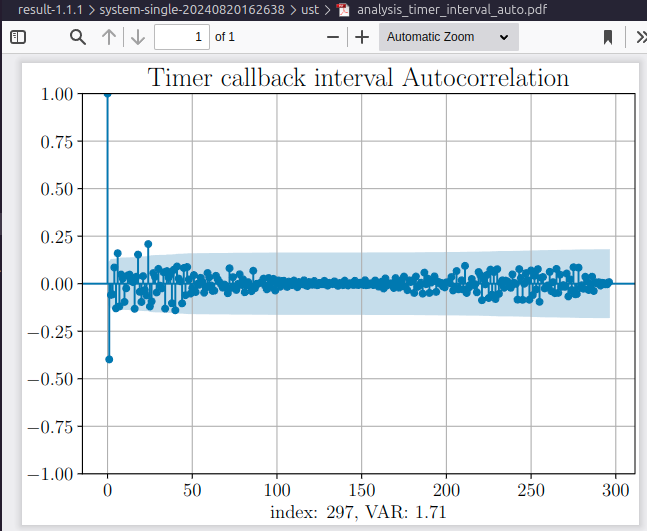 result-1.1.1 > system-single-20240820162638 > ust > analysis_timer_interval_auto.pdf
1 of 1 Automatic Zoom
Timer callback interval Autocorrelation
1.00
0.75
0.50
0.25
0.00
−0.25
−0.50
−0.75
−1.00
0 50 100 150 200 250 300
index: 297, VAR: 1.71